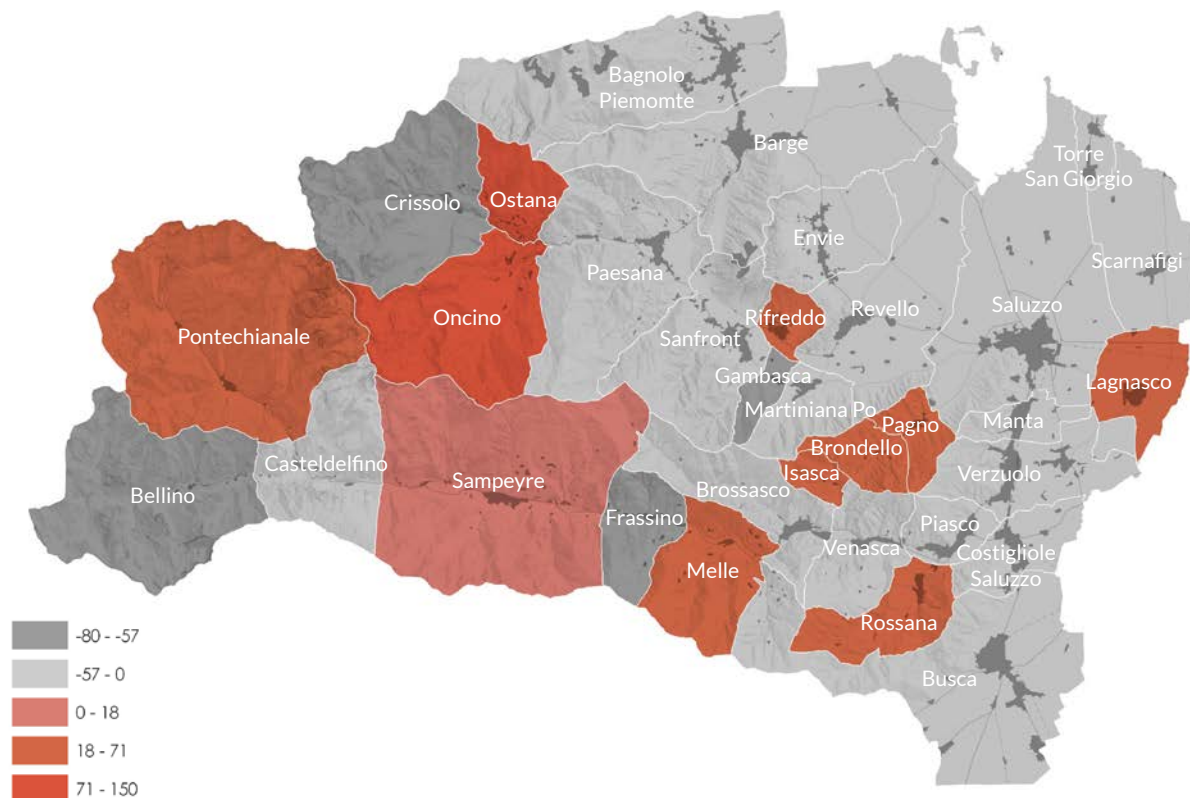 Bagnolo
Piemomte
Barge
Torre
San Giorgio
Crissolo
Ostana
Envie
Scarnafigi
Paesana
Saluzzo
Revello
Rifreddo
Oncino
Pontechianale
Sanfront
Gambasca
Lagnasco
Martiniana Po
Pagno
Manta
Brondello
Casteldelfino
Isasca
Verzuolo
Sampeyre
Brossasco
Bellino
Frassino
Piasco
Venasca
Costigliole
Saluzzo
Melle
Rossana
Busca
-80 - -57
-57 - 0
0 - 18
18 - 71
71 - 150